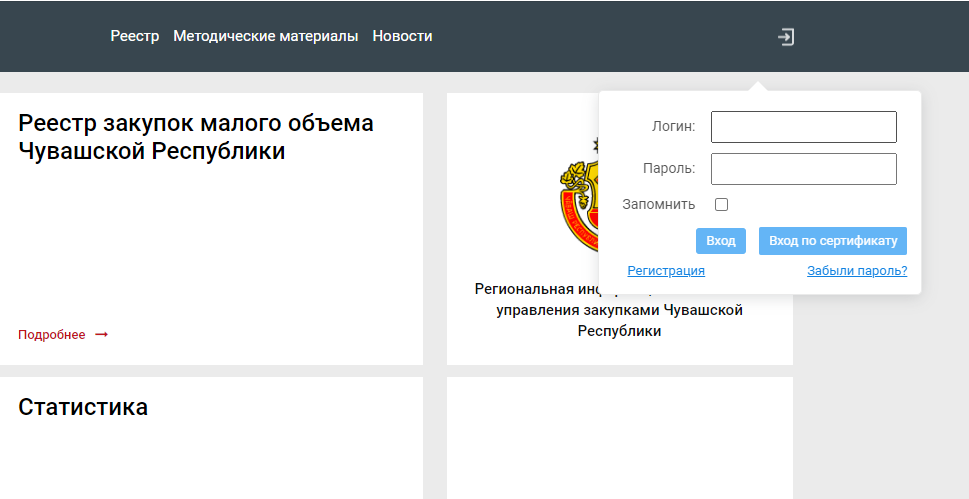 Реестр Методические материалы Новости
Реестр закупок малого объема
Чувашской Республики
Подробнее →
Логин:
Пароль:
Запомнить
Вход Вход по сертификату
Регистрация Забыли пароль?
Региональная
управления закупками Чувашской
Республики
Статистика